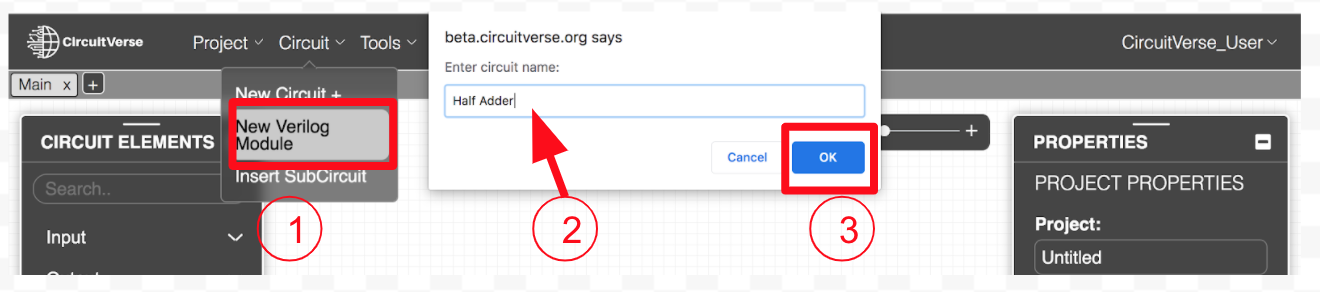 CircuitVerse
Project
Circuit
Tools
CircuitVerse_User
Main x +
New Circuit +
New Verilog
Module
Insert SubCircuit
beta.circuitverse.org says
Enter circuit name:
Half Adder
Cancel
OK
CIRCUIT ELEMENTS
Search..
Input
Output
1
2
3
+
PROPERTIES
PROJECT PROPERTIES
Project:
Untitled